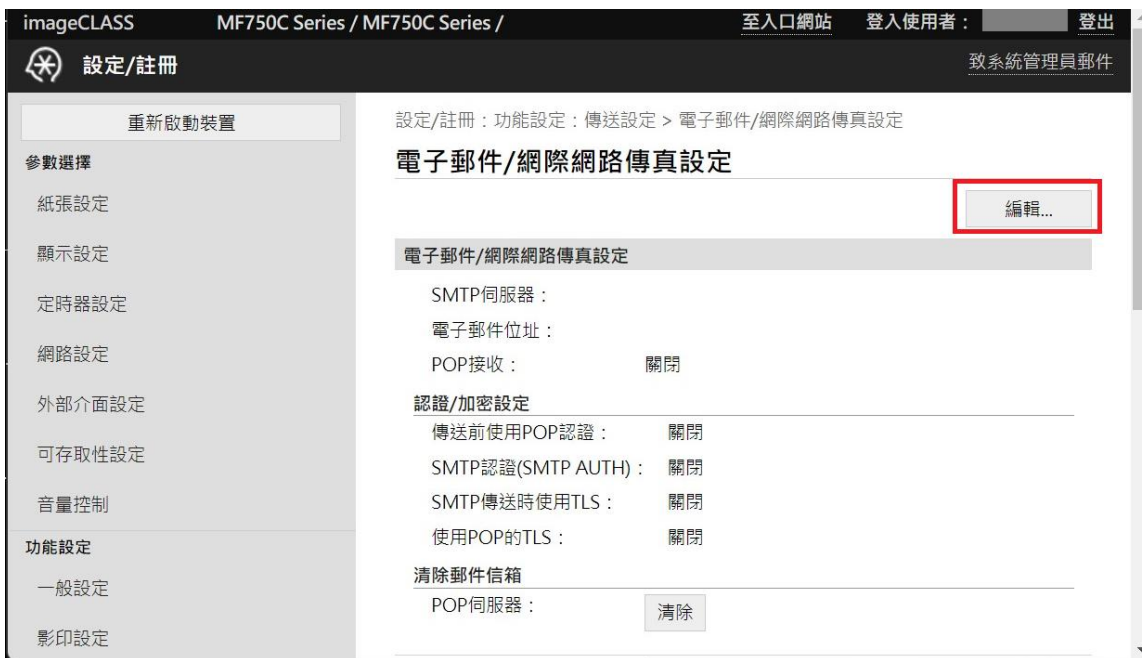 imageCLASS MF750C Series / MF750C Series / 至入口網站 登入使用者： 登出
設定/註冊 致系統管理員郵件
重新啟動裝置
參數選擇
紙張設定
顯示設定
定時器設定
網路設定
外部介面設定
可存取性設定
音量控制
功能設定
一般設定
影印設定
設定/註冊：功能設定：傳送設定 > 電子郵件/網際網路傳真設定
電子郵件/網際網路傳真設定
編輯...
電子郵件/網際網路傳真設定
SMTP伺服器：
電子郵件位址：
POP接收： 關閉
認證/加密設定
傳送前使用POP認證： 關閉
SMTP認證(SMTP AUTH)： 關閉
SMTP傳送時使用TLS： 關閉
使用POP的TLS： 關閉
清除郵件信箱
POP伺服器： 清除